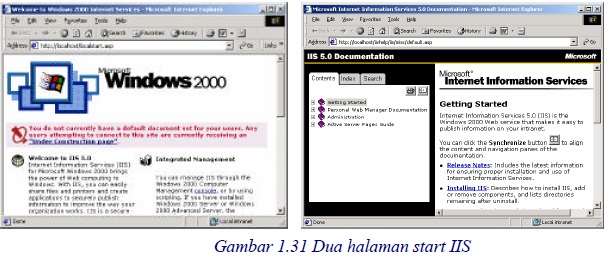 Welcome to Windows 2000 Internet Services - Microsoft Internet Explorer
File Edit View Favorites Tools Help
Back Search Favorites History
Address http://localhost/localstart.asp Go Links
Microsoft
Windows 2000
You do not currently have a default document set for your users. Any
users attempting to connect to this site are currently receiving an
"Under Construction page".
Welcome to IIS 5.0
Internet Information Services (IIS)
for Microsoft Windows 2000 brings
the power of Web computing to
Windows. With IIS, you can easily
share files and printers and create
applications to securely publish
information to improve the way your
organization works. IIS is a secure
Integrated Management
You can manage IIS through the
Windows 2000 Computer
Management console, or by using
scripting. If you have installed
Windows 2000 Server or Windows
2000 Advanced Server, the
Done Local intranet
Microsoft Internet Information Services 5.0 Documentation - Microsoft Internet Explorer
File Edit View Favorites Tools Help
Back Search Favorites History
Address http://localhost/iishelp/iis/misc/default.asp Go
IIS 5.0 Documentation Microsoft
Contents Index Search
Getting Started
Personal Web Manager Documentation
Administration
Active Server Pages Guide
Microsoft
Internet Information Services
Getting Started
Internet Information Services 5.0 (IIS) is the
Windows 2000 Web service that makes it easy to
publish information on your intranet.
You can click the Synchronize button to align
the content and navigation panes of the
documentation.
Release Notes: Includes the latest information
for ensuring proper installation and use of
Internet Information Services.
Installing IIS: Describes how to install IIS, add
or remove components, and lists directories
remaining after uninstall.
Done Local intranet
Gambar 1.31 Dua halaman start IIS